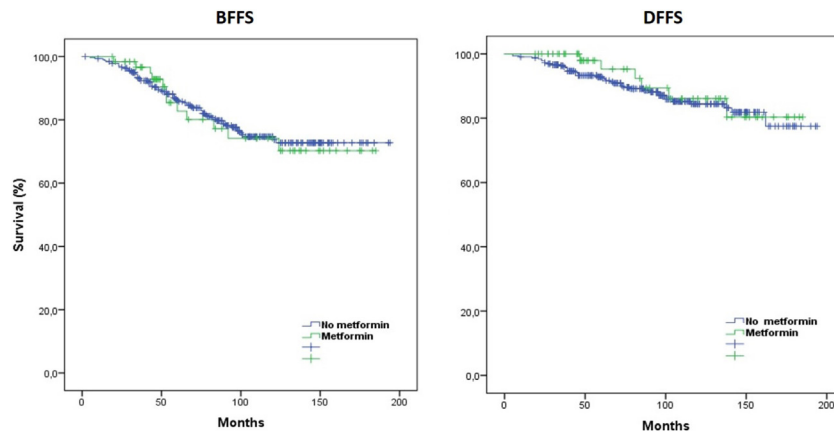 BFFS
100,0
80,0
60,0
40,0
20,0
0,0
Survival (%)
No metformin
Metformin
0 50 100 150 200
Months
DFFS
100,0
80,0
60,0
40,0
20,0
0,0
No metformin
Metformin
0 50 100 150 200
Months